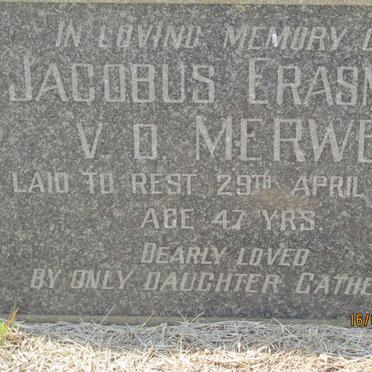 IN LOVING MEMORY O
JACOBUS ERASM
V. D. MERWE
LAID TO REST 29TH APRIL
AGE 47 YRS.
DEARLY LOVED
BY ONLY DAUGHTER CATHE
16/